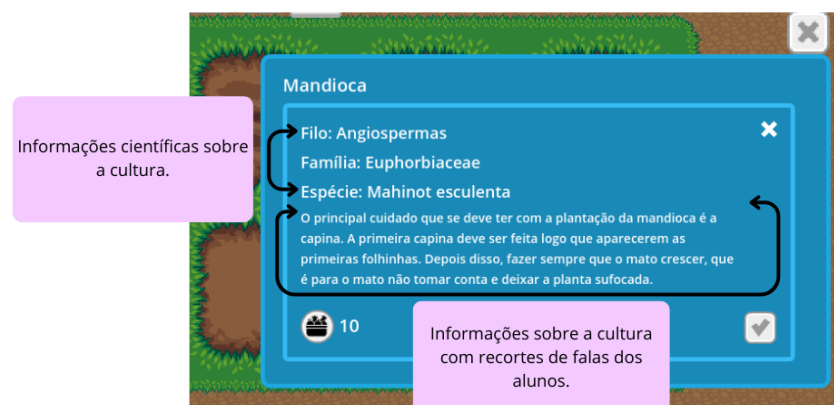 Mandioca
Informações científicas sobre
a cultura.
Filo: Angiospermas
Família: Euphorbiaceae
Espécie: Mahinot esculenta
O principal cuidado que se deve ter com a plantação da mandioca é a
capina. A primeira capina deve ser feita logo que aparecerem as
primeiras folhinhas. Depois disso, fazer sempre que o mato crescer, que
é para o mato não tomar conta e deixar a planta sufocada.
10
Informações sobre a cultura
com recortes de falas dos
alunos.